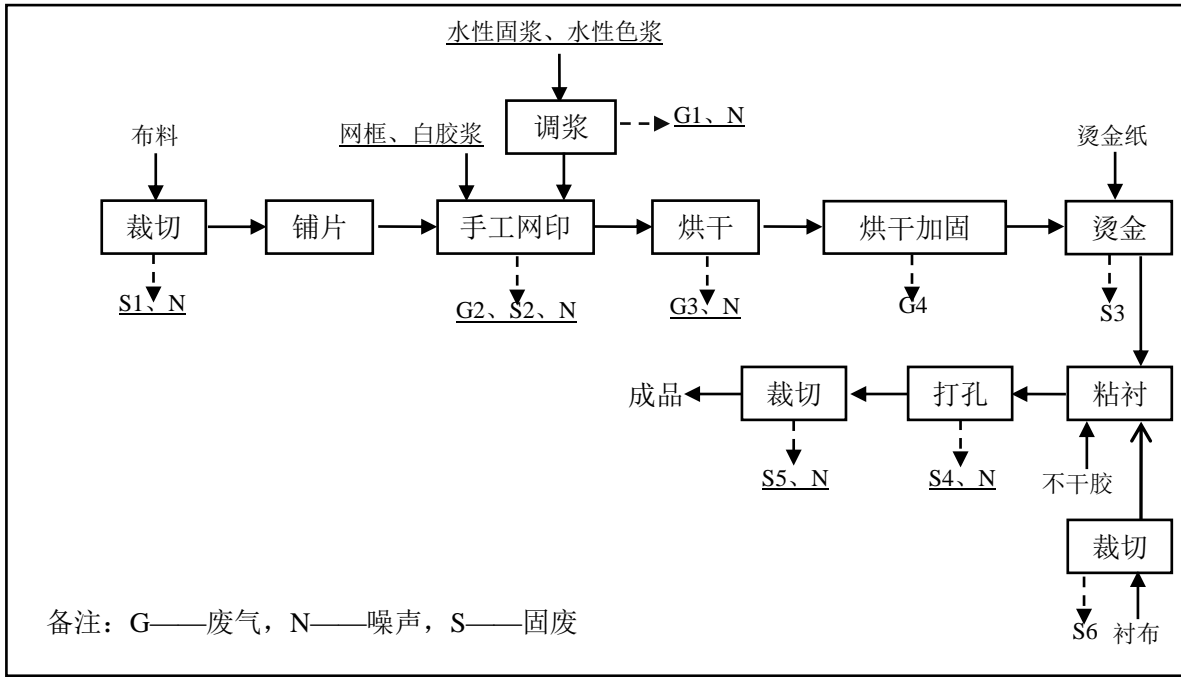 水性固浆、水性色浆
调浆
G1、N
布料
网框、白胶浆
烫金纸
裁切
铺片
手工网印
烘干
烘干加固
烫金
S1、N
G2、S2、N
G3、N
G4
S3
成品
裁切
打孔
粘衬
S5、N
S4、N
不干胶
裁切
S6
衬布
备注：G——废气，N——噪声，S——固废